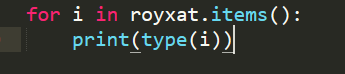 for i in royxat.items():
    print(type(i))